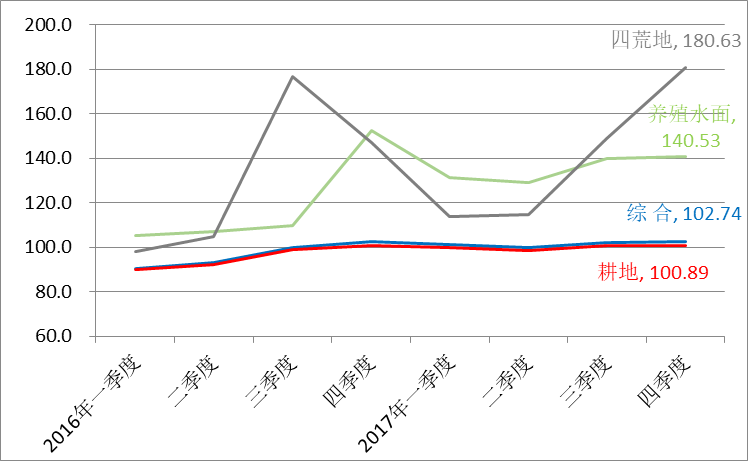 200.0
180.0
160.0
140.0
120.0
100.0
80.0
60.0
四荒地, 180.63
养殖水面,
140.53
综 合, 102.74
耕地, 100.89
2016年一季度
二季度
三季度
四季度
2017年一季度
二季度
三季度
四季度